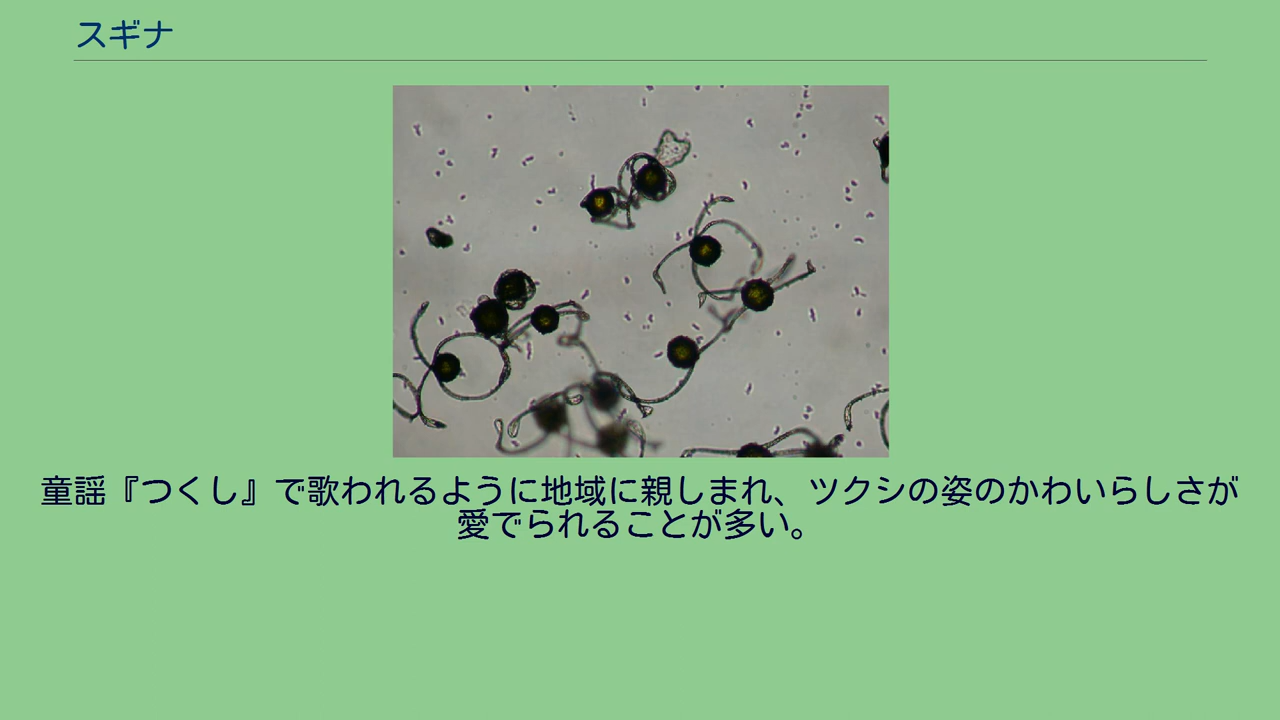 スギナ
童謡『つくし』で歌われるように地域に親しまれ、ツクシの姿のかわいらしさが
愛でられることが多い。